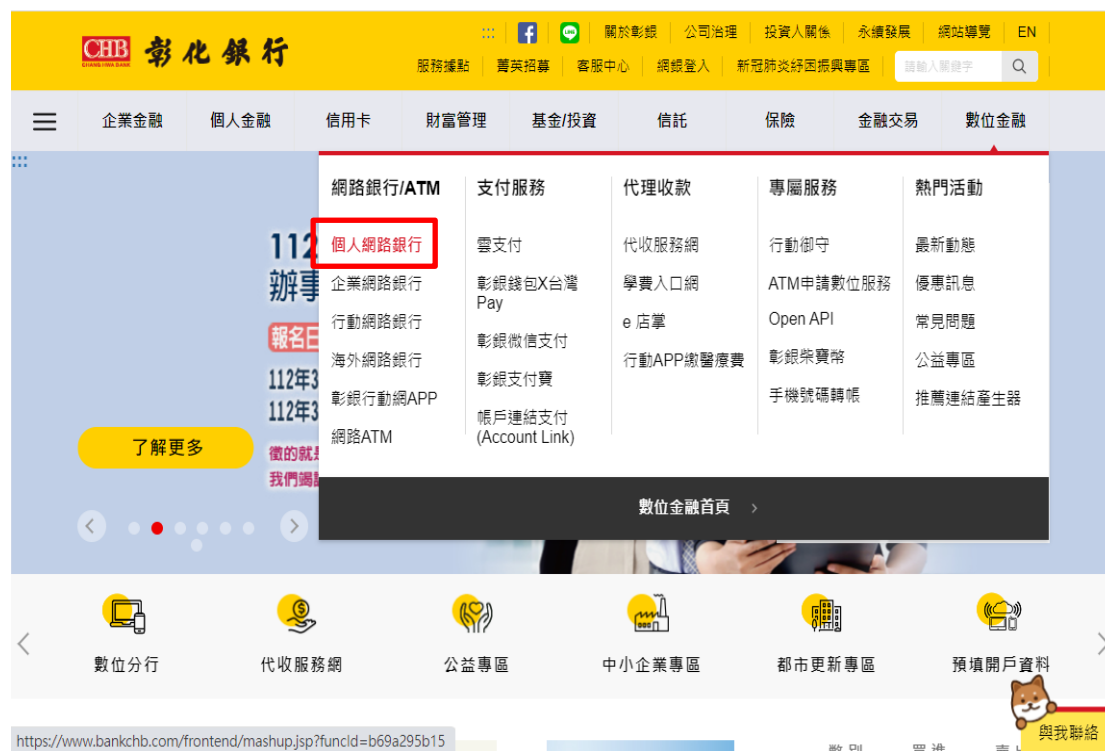 CHB 彰化銀行
CHANG HWA BANK
::: 關於彰銀 公司治理 投資人關係 永續發展 網站導覽 EN
服務據點 菁英招募 客服中心 網銀登入 新冠肺炎紓困振興專區 請輸入關鍵字
企業金融 個人金融 信用卡 財富管理 基金/投資 信託 保險 金融交易 數位金融
:::
網路銀行/ATM
個人網路銀行
企業網路銀行
行動網路銀行
海外網路銀行
彰銀行動網APP
網路ATM
支付服務
雲支付
彰銀錢包X台灣
Pay
彰銀微信支付
彰銀支付寶
帳戶連結支付
(Account Link)
代理收款
代收服務網
學費入口網
e 店掌
行動APP繳醫療費
專屬服務
行動御守
ATM申請數位服務
Open API
彰銀柴寶幣
手機號碼轉帳
熱門活動
最新動態
優惠訊息
常見問題
公益專區
推薦連結產生器
數位金融首頁 >
112
辦事
報名日
112年3
112年3
徵的就
我們竭
了解更多
數位分行 代收服務網 公益專區 中小企業專區 都市更新專區 預填開戶資料
與我聯絡
https://www.bankchb.com/frontend/mashup.jsp?funcId=b69a295b15